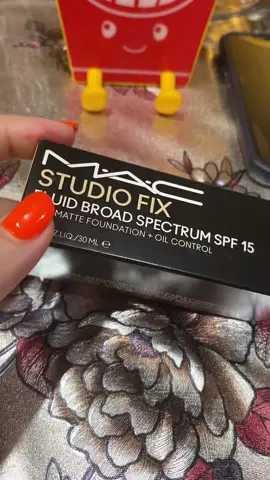 M·A·C
STUDIO FIX
FLUID BROAD SPECTRUM SPF 15
MATTE FOUNDATION + OIL CONTROL
LIQ./30 ML ℮